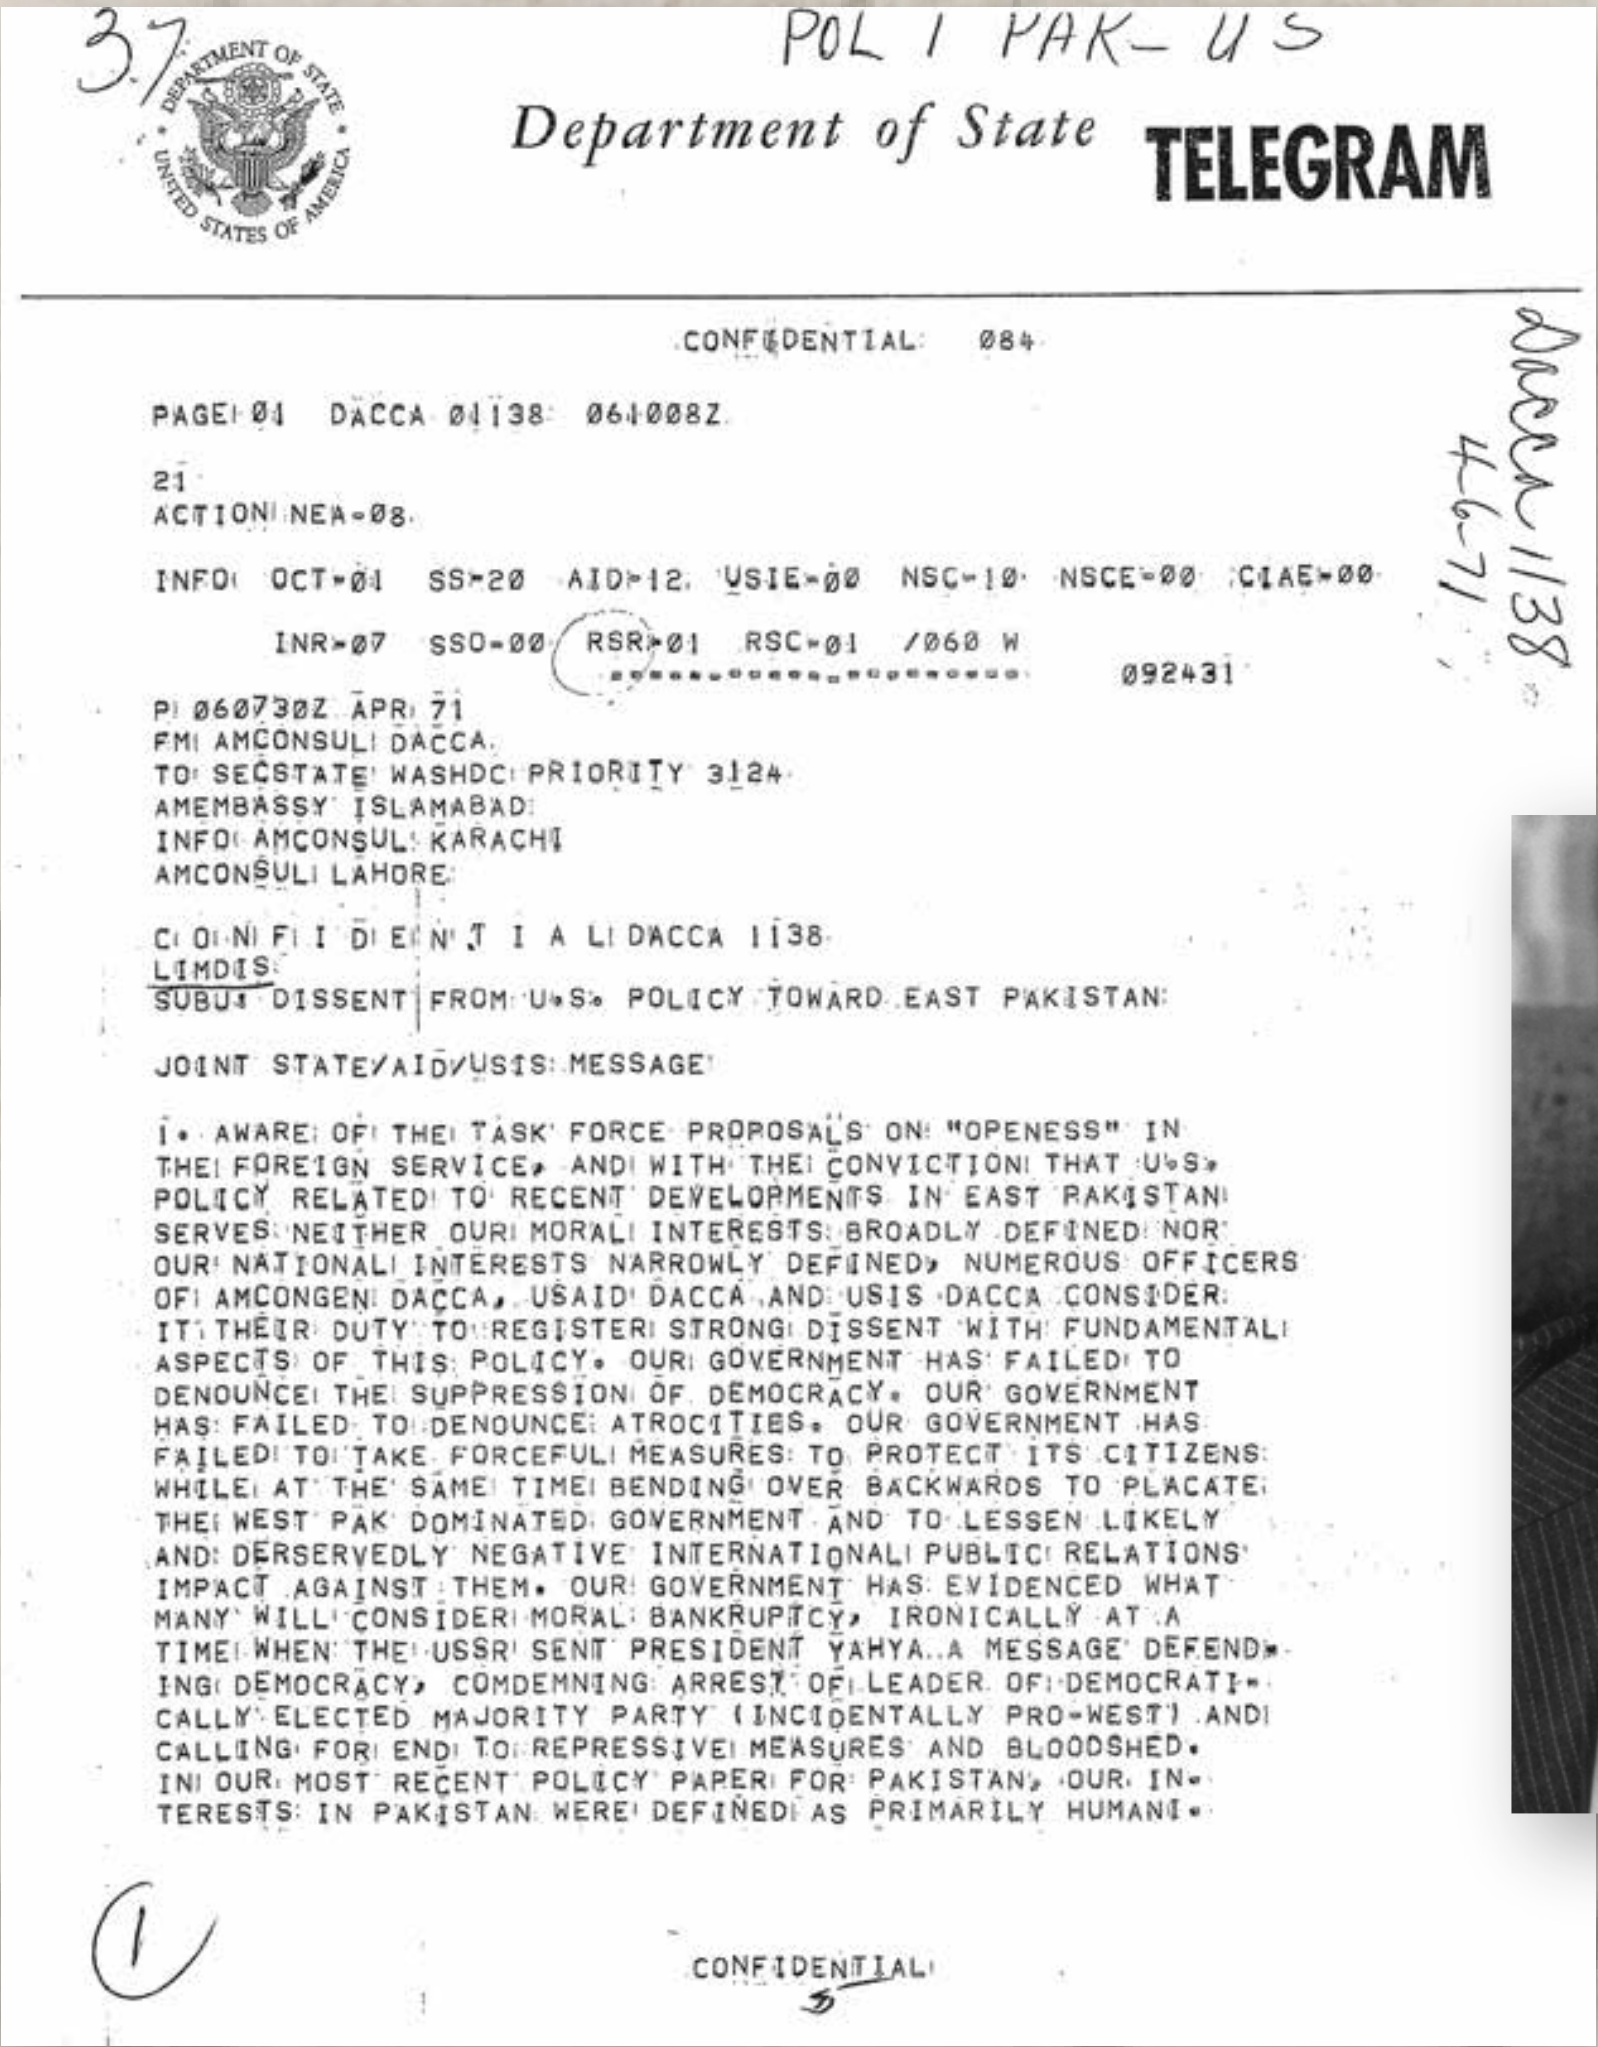 3.7
POL 1 PAK-US
DEPARTMENT OF STATE
UNITED STATES OF AMERICA
Department of State TELEGRAM
CONFIDENTIAL 084
Dacca 1138
4-6-71
PAGE 01 DACCA 01138 061008Z
21
ACTION NEA-08
INFO OCT-01 SS-20 AID-12 USIE-00 NSC-10 NSCE-00 CIAE-00
INR-07 SSO-00 RSR-01 RSC-01 /060 W
092431
P 060730Z APR 71
FM AMCONSUL DACCA
TO SECSTATE WASHDC PRIORITY 3124
AMEMBASSY ISLAMABAD
INFO AMCONSUL KARACHI
AMCONSUL LAHORE
C O N F I D E N T I A L DACCA 1138
LIMDIS
SUBJ: DISSENT FROM U.S. POLICY TOWARD EAST PAKISTAN
JOINT STATE/AID/USIS MESSAGE
1. AWARE OF THE TASK FORCE PROPOSALS ON "OPENESS" IN
THE FOREIGN SERVICE, AND WITH THE CONVICTION THAT U.S.
POLICY RELATED TO RECENT DEVELOPMENTS IN EAST PAKISTAN
SERVES NEITHER OUR MORAL INTERESTS BROADLY DEFINED NOR
OUR NATIONAL INTERESTS NARROWLY DEFINED, NUMEROUS OFFICERS
OF AMCONGEN DACCA, USAID DACCA AND USIS DACCA CONSIDER
IT THEIR DUTY TO REGISTER STRONG DISSENT WITH FUNDAMENTAL
ASPECTS OF THIS POLICY. OUR GOVERNMENT HAS FAILED TO
DENOUNCE THE SUPPRESSION OF DEMOCRACY. OUR GOVERNMENT
HAS FAILED TO DENOUNCE ATROCITIES. OUR GOVERNMENT HAS
FAILED TO TAKE FORCEFUL MEASURES TO PROTECT ITS CITIZENS
WHILE AT THE SAME TIME BENDING OVER BACKWARDS TO PLACATE
THE WEST PAK DOMINATED GOVERNMENT AND TO LESSEN LIKELY
AND DERSERVEDLY NEGATIVE INTERNATIONAL PUBLIC RELATIONS
IMPACT AGAINST THEM. OUR GOVERNMENT HAS EVIDENCED WHAT
MANY WILL CONSIDER MORAL BANKRUPTCY, IRONICALLY AT A
TIME WHEN THE USSR SENT PRESIDENT YAHYA A MESSAGE DEFEND-
ING DEMOCRACY, COMDEMNING ARREST OF LEADER OF DEMOCRATI-
CALLY ELECTED MAJORITY PARTY (INCIDENTALLY PRO-WEST) AND
CALLING FOR END TO REPRESSIVE MEASURES AND BLOODSHED.
IN OUR MOST RECENT POLICY PAPER FOR PAKISTAN, OUR IN-
TERESTS IN PAKISTAN WERE DEFINED AS PRIMARILY HUMANI-
1
CONFIDENTIAL